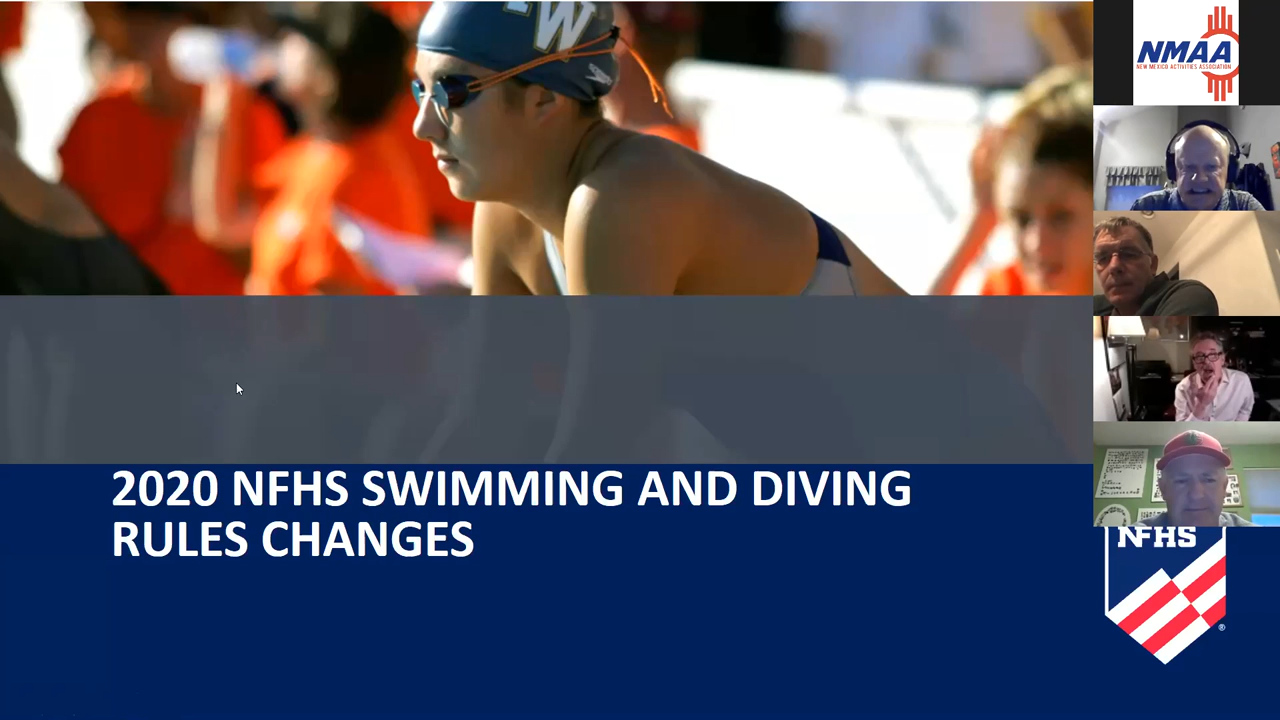 W
NMAA
NEW MEXICO ACTIVITIES ASSOCIATION
2020 NFHS SWIMMING AND DIVING
RULES CHANGES
NFHS
®